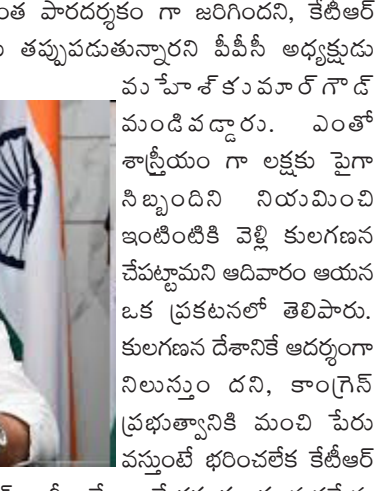 ంత పారదర్శకం గా జరిగిందని, కేటీఆర్
తప్పుపడుతున్నారని పీపీసీ అధ్యక్షుడు
మహేశ్‌కుమార్‌గౌడ్
మండివడ్డారు. ఎంతో
శాస్త్రీయం గా లక్షకు పైగా
సిబ్బందిని నియమించి
ఇంటింటికి వెళ్లి కులగణన
చేపట్టామని ఆదివారం ఆయన
ఒక ప్రకటనలో తెలిపారు.
కులగణన దేశానికే ఆదర్శంగా
నిలుస్తుం దని, కాంగ్రెస్
ప్రభుత్వానికి మంచి పేరు
వస్తుంటే భరించలేక కేటీఆర్